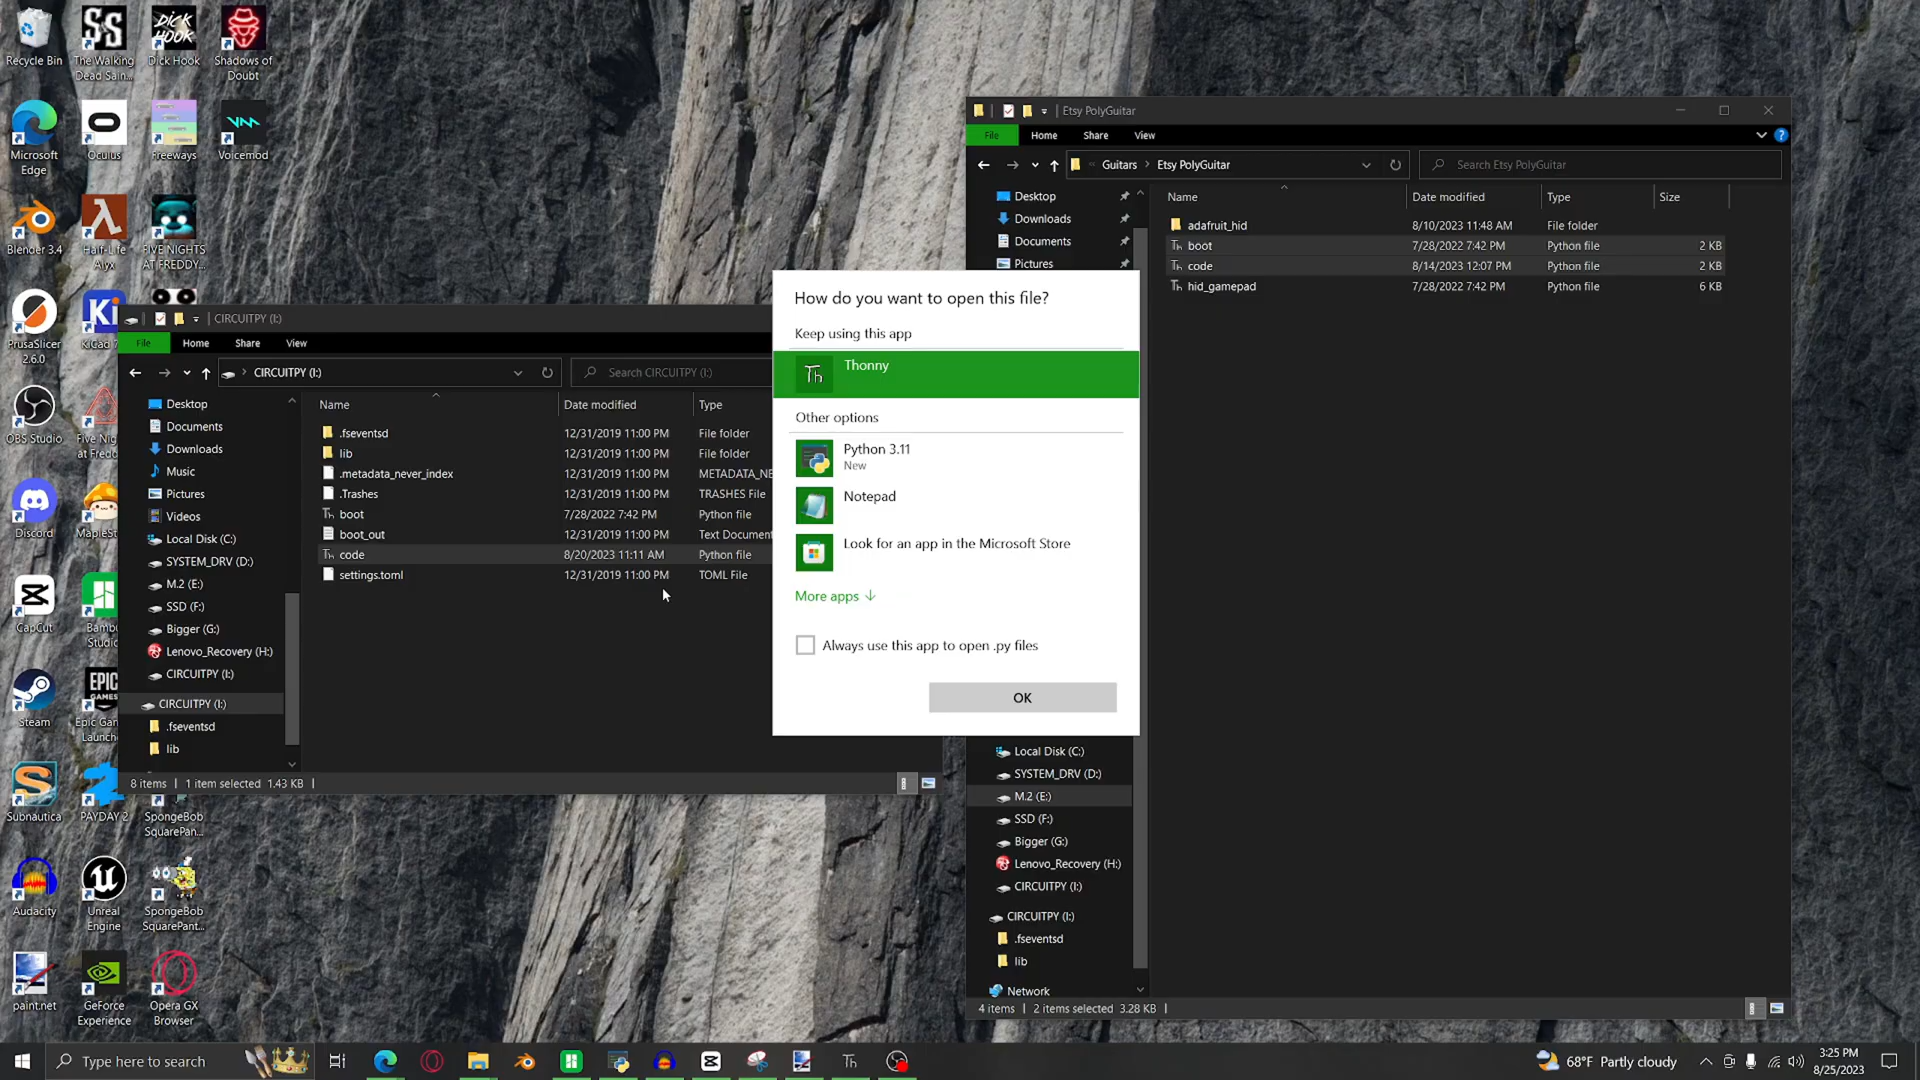 Recycle Bin
The Walking Dead Sain...
Dick Hook
Shadows of Doubt
Microsoft Edge
Oculus
Freeways
Voicemod
Blender 3.4
Half-Life Alyx
FIVE NIGHTS AT FREDDY...
PrusaSlicer 2.6.0
OBS Studio
Discord
CapCut
Steam
Subnautica
PAYDAY 2
SpongeBob SquarePan...
Audacity
Unreal Engine
SpongeBob SquarePant...
paint.net
GeForce Experience
Opera GX Browser
CIRCUITPY (I:)
File Home Share View
CIRCUITPY (I:)
Search CIRCUITPY (I:)
Desktop
Documents
Downloads
Music
Pictures
Videos
Local Disk (C:)
SYSTEM_DRV (D:)
M.2 (E:)
SSD (F:)
Bigger (G:)
Lenovo_Recovery (H:)
CIRCUITPY (I:)
CIRCUITPY (I:)
.fseventsd
lib
Name Date modified Type
.fseventsd 12/31/2019 11:00 PM File folder
lib 12/31/2019 11:00 PM File folder
.metadata_never_index 12/31/2019 11:00 PM METADATA_NE
.Trashes 12/31/2019 11:00 PM TRASHES File
boot 7/28/2022 7:42 PM Python file
boot_out 12/31/2019 11:00 PM Text Document
code 8/20/2023 11:11 AM Python file
settings.toml 12/31/2019 11:00 PM TOML File
8 items 1 item selected 1.43 KB
How do you want to open this file?
Keep using this app
Thonny
Other options
Python 3.11
New
Notepad
Look for an app in the Microsoft Store
More apps
Always use this app to open .py files
OK
Etsy PolyGuitar
File Home Share View
Guitars Etsy PolyGuitar
Search Etsy PolyGuitar
Desktop
Downloads
Documents
Pictures
Local Disk (C:)
SYSTEM_DRV (D:)
M.2 (E:)
SSD (F:)
Bigger (G:)
Lenovo_Recovery (H:)
CIRCUITPY (I:)
CIRCUITPY (I:)
.fseventsd
lib
Network
Name Date modified Type Size
adafruit_hid 8/10/2023 11:48 AM File folder
boot 7/28/2022 7:42 PM Python file 2 KB
code 8/14/2023 12:07 PM Python file 2 KB
hid_gamepad 7/28/2022 7:42 PM Python file 6 KB
4 items 2 items selected 3.28 KB
Type here to search
68°F Partly cloudy
3:25 PM
8/25/2023